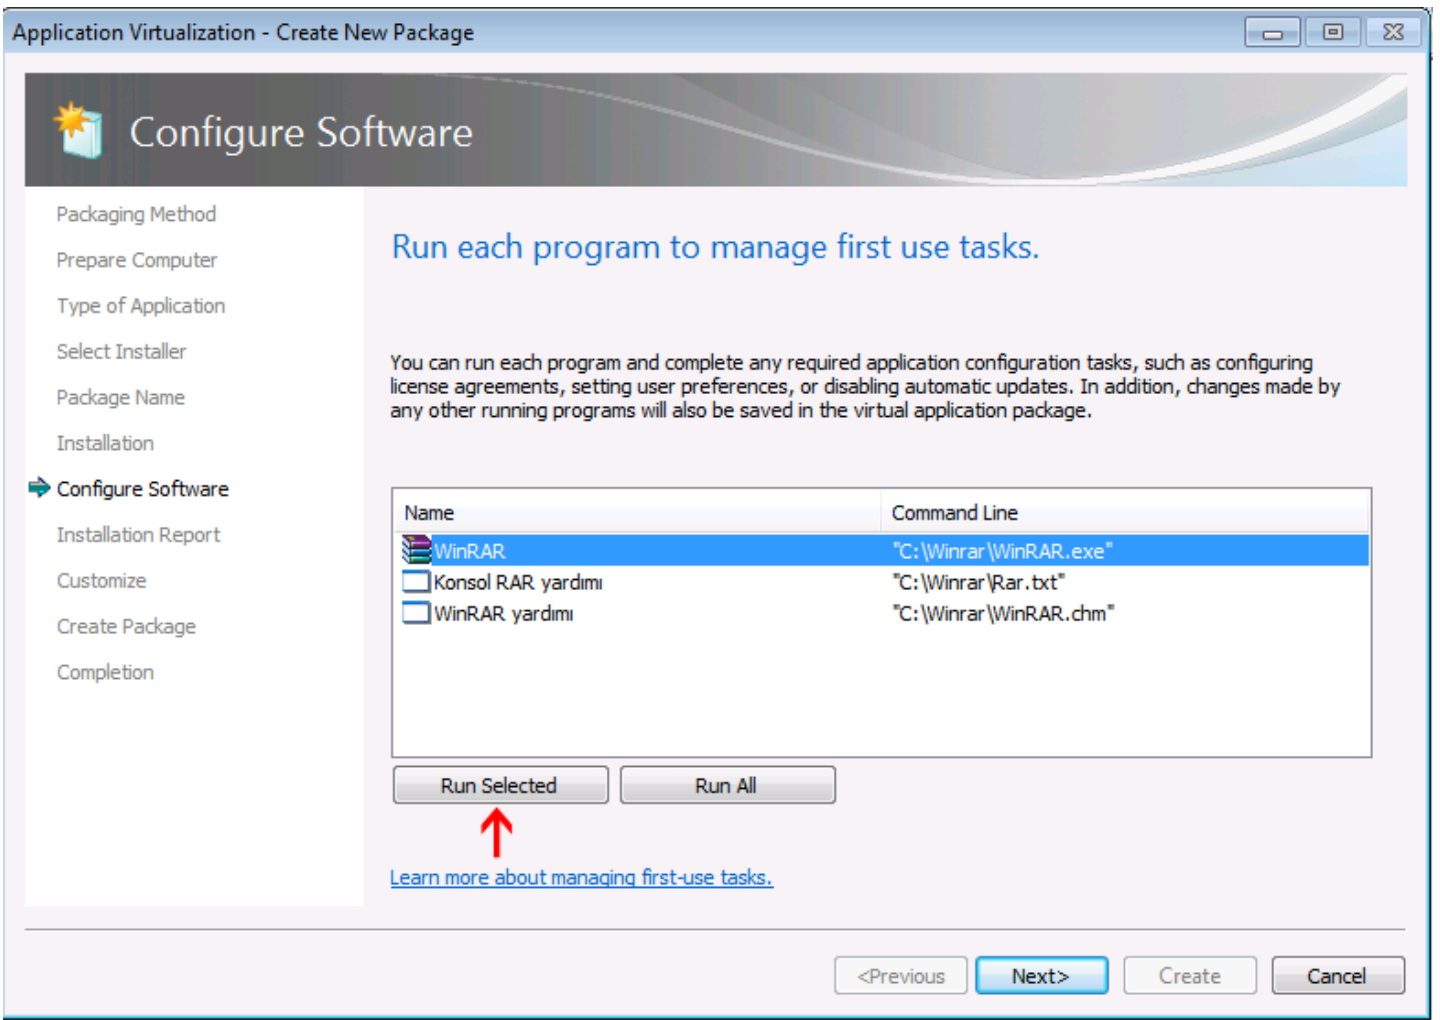 Application Virtualization - Create New Package
Configure Software
Packaging Method
Prepare Computer
Type of Application
Select Installer
Package Name
Installation
Configure Software
Installation Report
Customize
Create Package
Completion
Run each program to manage first use tasks.
You can run each program and complete any required application configuration tasks, such as configuring
license agreements, setting user preferences, or disabling automatic updates. In addition, changes made by
any other running programs will also be saved in the virtual application package.
Name Command Line
WinRAR "C:\Winrar\WinRAR.exe"
Konsol RAR yardımı "C:\Winrar\Rar.txt"
WinRAR yardımı "C:\Winrar\WinRAR.chm"
Run Selected Run All
Learn more about managing first-use tasks.
<Previous Next> Create Cancel